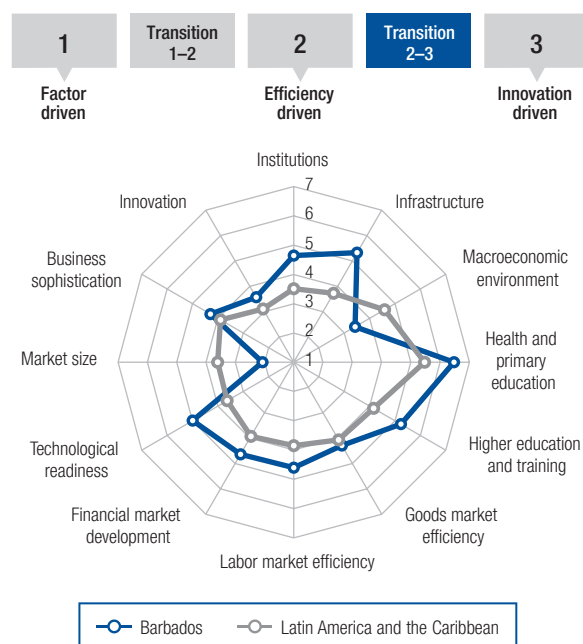 1
Transition
1–2
2
Transition
2–3
3
Factor
driven
Efficiency
driven
Innovation
driven
Institutions
7
6
5
4
3
2
1
Infrastructure
Macroeconomic
environment
Health and
primary
education
Higher education
and training
Goods market
efficiency
Labor market efficiency
Financial market
development
Technological
readiness
Market size
Business
sophistication
Innovation
Barbados
Latin America and the Caribbean